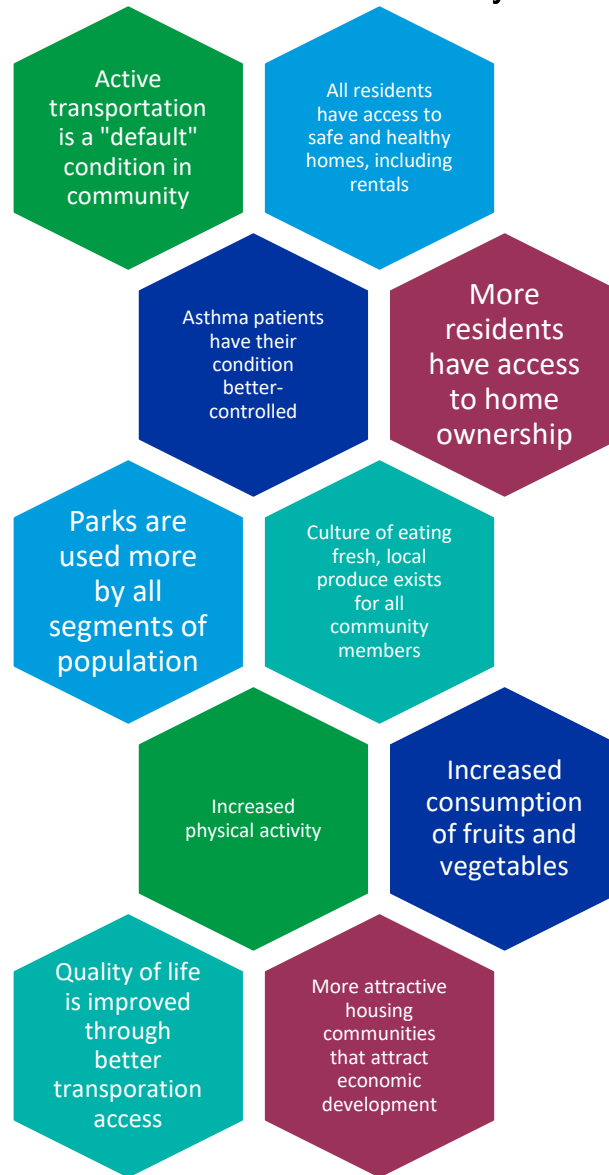 Active
transportation
is a "default"
condition in
community
All residents
have access to
safe and healthy
homes, including
rentals
Asthma patients
have their
condition
better-
controlled
More
residents
have access
to home
ownership
Parks are
used more
by all
segments of
population
Culture of eating
fresh, local
produce exists
for all
community
members
Increased
physical activity
Increased
consumption
of fruits and
vegetables
Quality of life
is improved
through
better
transporation
access
More attractive
housing
communities
that attract
economic
development